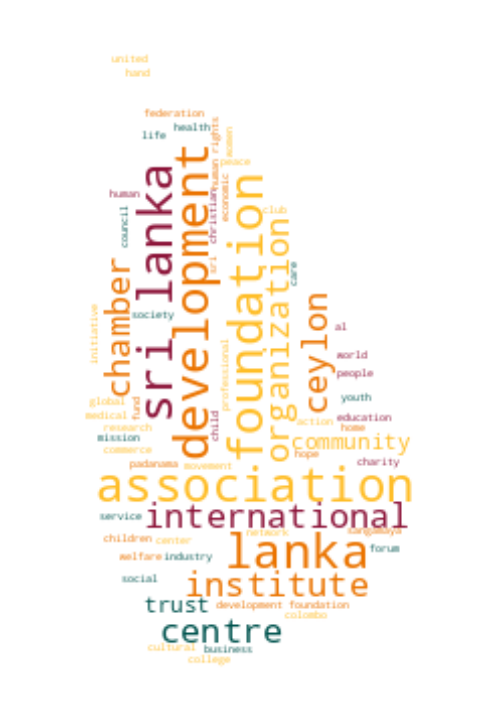 united
hand
federation
health
life
human rights
women
peace
human
sri lanka
development
christian
economic
foundation
club
council
organization
sri
care
chamber
ceylon
society
initiative
al
professional
world
people
global
fund
youth
medical
child
research
action
education
home
mission
community
commerce
hope
padanama
movement
charity
association
service
international
network
sangamaya
children
center
lanka
forum
welfare
industry
social
institute
trust
development foundation
colombo
centre
cultural
business
college